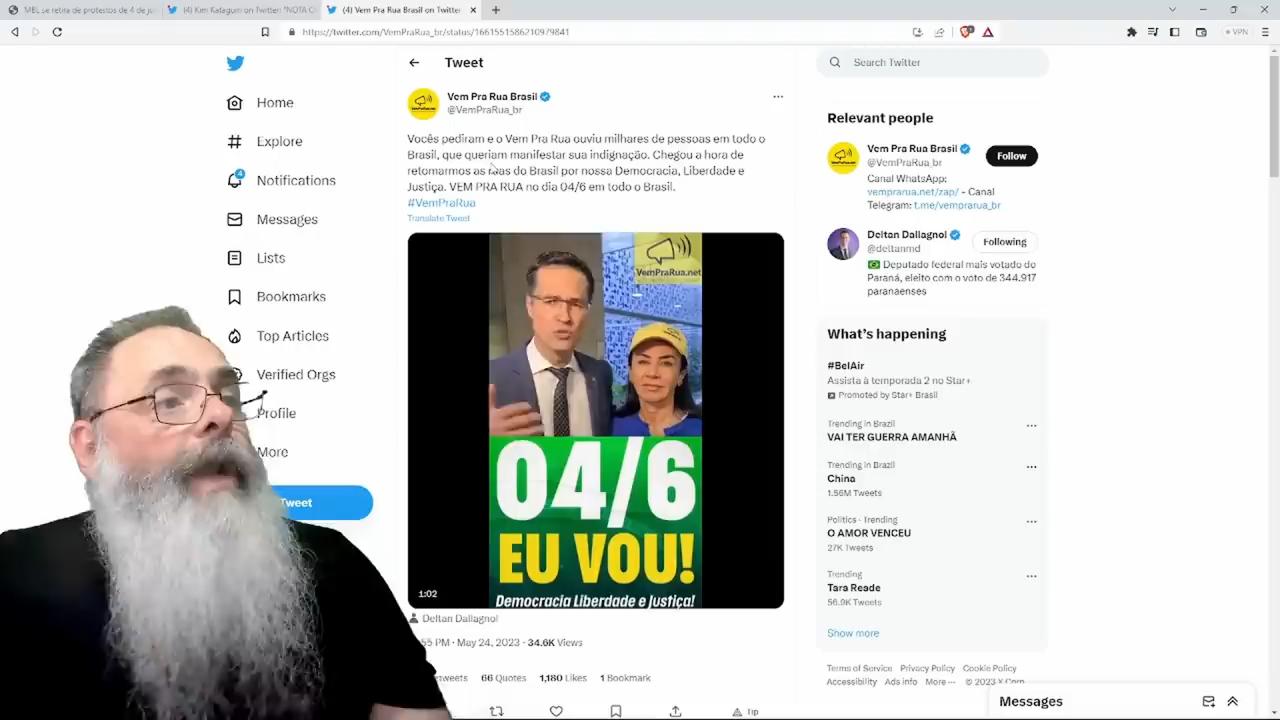 MBL se retira de protestos de 4 de ju
(4) Kim Kataguiri on Twitter: "NOTA O
(4) Vem Pra Rua Brasil on Twitter
https://twitter.com/VemPraRua_br/status/1661551586210979841
VPN
Home
Explore
4
Notifications
Messages
Lists
Bookmarks
Top Articles
Verified Orgs
Profile
More
Tweet
Tweet
Vem Pra Rua Brasil
@VemPraRua_br
Vocês pediram e o Vem Pra Rua ouviu milhares de pessoas em todo o
Brasil, que queriam manifestar sua indignação. Chegou a hora de
retomarmos as ruas do Brasil por nossa Democracia, Liberdade e
Justiça. VEM PRA RUA no dia 04/6 em todo o Brasil.
#VemPraRua
Translate Tweet
VemPraRua.net
04/6
EU VOU!
Democracia Liberdade e Justiça!
1:02
Deltan Dallagnol
55 PM · May 24, 2023 · 34.6K Views
66 Quotes 1,180 Likes 1 Bookmark
Tip
Search Twitter
Relevant people
Vem Pra Rua Brasil
@VemPraRua_br
Follow
Canal WhatsApp:
vemprarua.net/zap/ - Canal
Telegram: t.me/vemprarua_br
Deltan Dallagnol
@deltanmd
Following
Deputado federal mais votado do
Paraná, eleito com o voto de 344.917
paranaenses
What's happening
#BelAir
Assista à temporada 2 no Star+
Promoted by Star+ Brasil
Trending in Brazil
VAI TER GUERRA AMANHÃ
Trending in Brazil
China
1.56M Tweets
Politics · Trending
O AMOR VENCEU
27K Tweets
Trending
Tara Reade
56.9K Tweets
Show more
Terms of Service Privacy Policy Cookie Policy
Accessibility Ads info More ··· © 2023 X Corp.
Messages